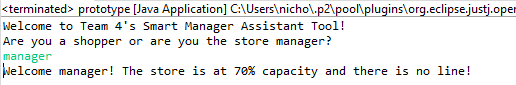 <terminated> prototype [Java Application] C:\Users\nicho\.p2\pool\plugins\org.eclipse.justj.oper
Welcome to Team 4's Smart Manager Assistant Tool!
Are you a shopper or are you the store manager?
manager
Welcome manager! The store is at 70% capacity and there is no line!